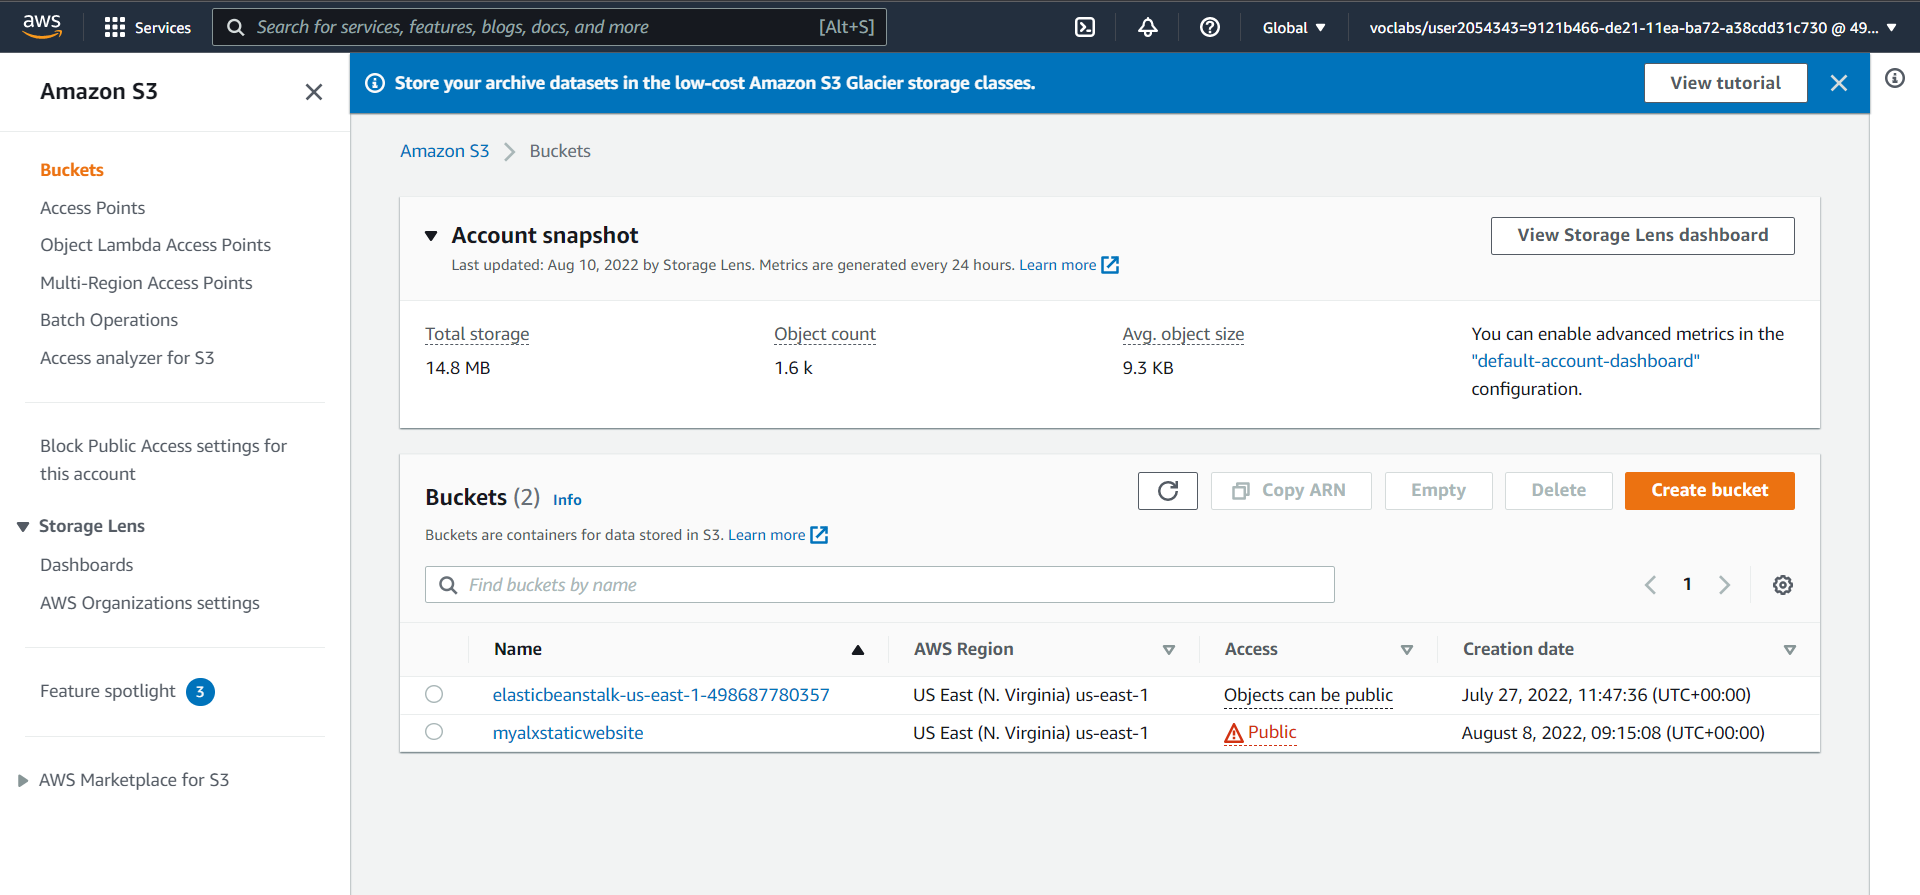 aws
Services
Search for services, features, blogs, docs, and more [Alt+S]
Global
voclabs/user2054343=9121b466-de21-11ea-ba72-a38cdd31c730 @ 49...
Amazon S3
Buckets
Access Points
Object Lambda Access Points
Multi-Region Access Points
Batch Operations
Access analyzer for S3
Block Public Access settings for
this account
Storage Lens
Dashboards
AWS Organizations settings
Feature spotlight 3
AWS Marketplace for S3
Store your archive datasets in the low-cost Amazon S3 Glacier storage classes.
View tutorial
Amazon S3 Buckets
Account snapshot
Last updated: Aug 10, 2022 by Storage Lens. Metrics are generated every 24 hours. Learn more
View Storage Lens dashboard
Total storage
14.8 MB
Object count
1.6 k
Avg. object size
9.3 KB
You can enable advanced metrics in the
"default-account-dashboard"
configuration.
Buckets (2) Info
Buckets are containers for data stored in S3. Learn more
Copy ARN
Empty
Delete
Create bucket
Find buckets by name
1
Name AWS Region Access Creation date
elasticbeanstalk-us-east-1-498687780357 US East (N. Virginia) us-east-1 Objects can be public July 27, 2022, 11:47:36 (UTC+00:00)
myalxstaticwebsite US East (N. Virginia) us-east-1 Public August 8, 2022, 09:15:08 (UTC+00:00)